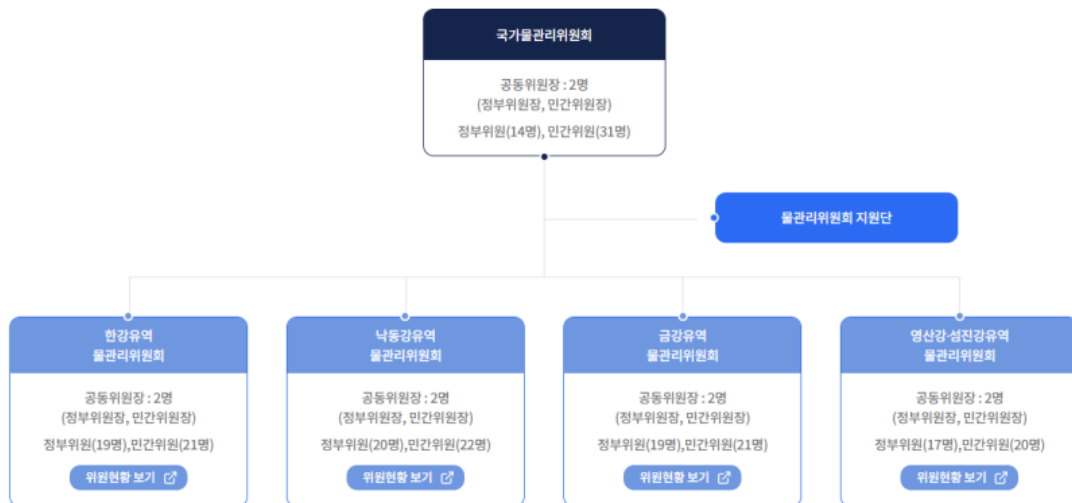 국가물관리위원회
공동위원장 : 2명
(정부위원장, 민간위원장)
정부위원(14명), 민간위원(31명)
물관리위원회 지원단
한강유역
물관리위원회
공동위원장 : 2명
(정부위원장, 민간위원장)
정부위원(19명),민간위원(21명)
위원현황 보기
낙동강유역
물관리위원회
공동위원장 : 2명
(정부위원장, 민간위원장)
정부위원(20명),민간위원(22명)
위원현황 보기
금강유역
물관리위원회
공동위원장 : 2명
(정부위원장, 민간위원장)
정부위원(19명),민간위원(21명)
위원현황 보기
영산강·섬진강유역
물관리위원회
공동위원장 : 2명
(정부위원장, 민간위원장)
정부위원(17명),민간위원(20명)
위원현황 보기